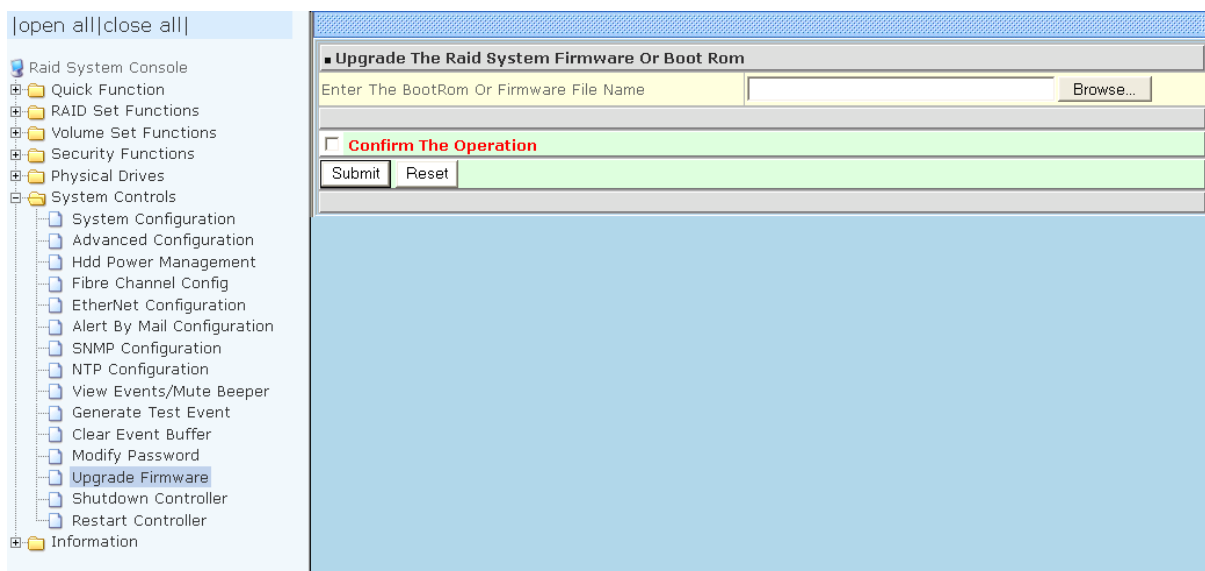 |open all|close all|
Raid System Console
Quick Function
RAID Set Functions
Volume Set Functions
Security Functions
Physical Drives
System Controls
System Configuration
Advanced Configuration
Hdd Power Management
Fibre Channel Config
EtherNet Configuration
Alert By Mail Configuration
SNMP Configuration
NTP Configuration
View Events/Mute Beeper
Generate Test Event
Clear Event Buffer
Modify Password
Upgrade Firmware
Shutdown Controller
Restart Controller
Information
Upgrade The Raid System Firmware Or Boot Rom
Enter The BootRom Or Firmware File Name
Browse...
Confirm The Operation
Submit Reset